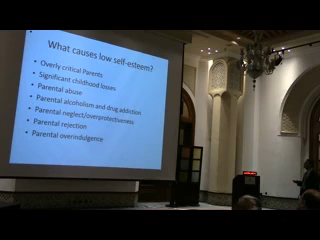 What causes low self-esteem?
• Overly critical Parents
• Significant childhood losses
• Parental abuse
• Parental alcoholism and drug addiction
• Parental neglect/overprotectiveness
• Parental rejection
• Parental overindulgence